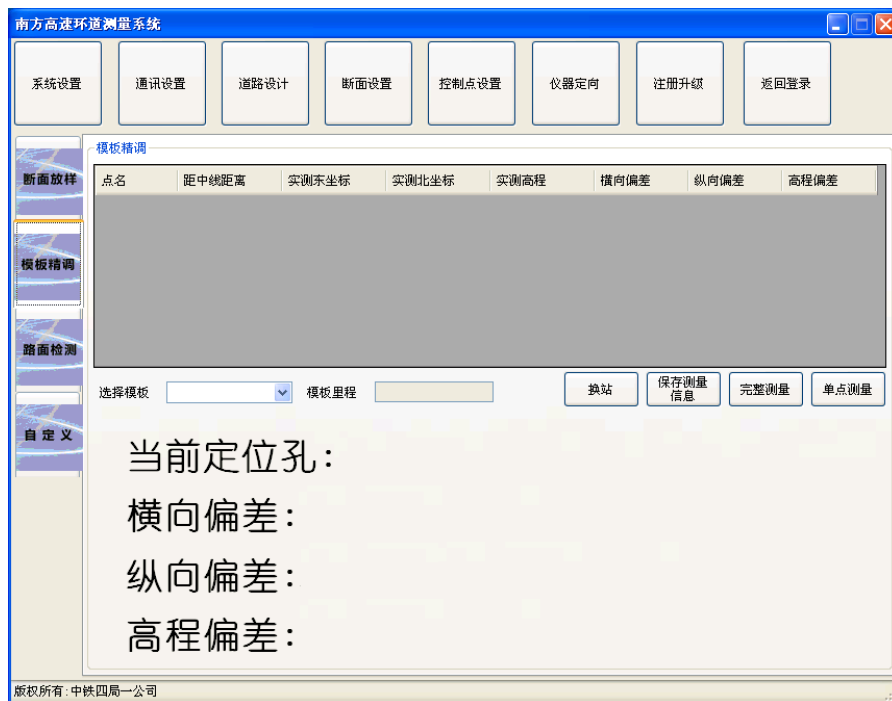 南方高速环道测量系统
系统设置 通讯设置 道路设计 断面设置 控制点设置 仪器定向 注册升级 返回登录
断面放样
模板精调
路面检测
自定义
模板精调
点名 距中线距离 实测东坐标 实测北坐标 实测高程 横向偏差 纵向偏差 高程偏差
选择模板 模板里程 换站 保存测量信息 完整测量 单点测量
当前定位孔:
横向偏差:
纵向偏差:
高程偏差:
版权所有:中铁四局一公司